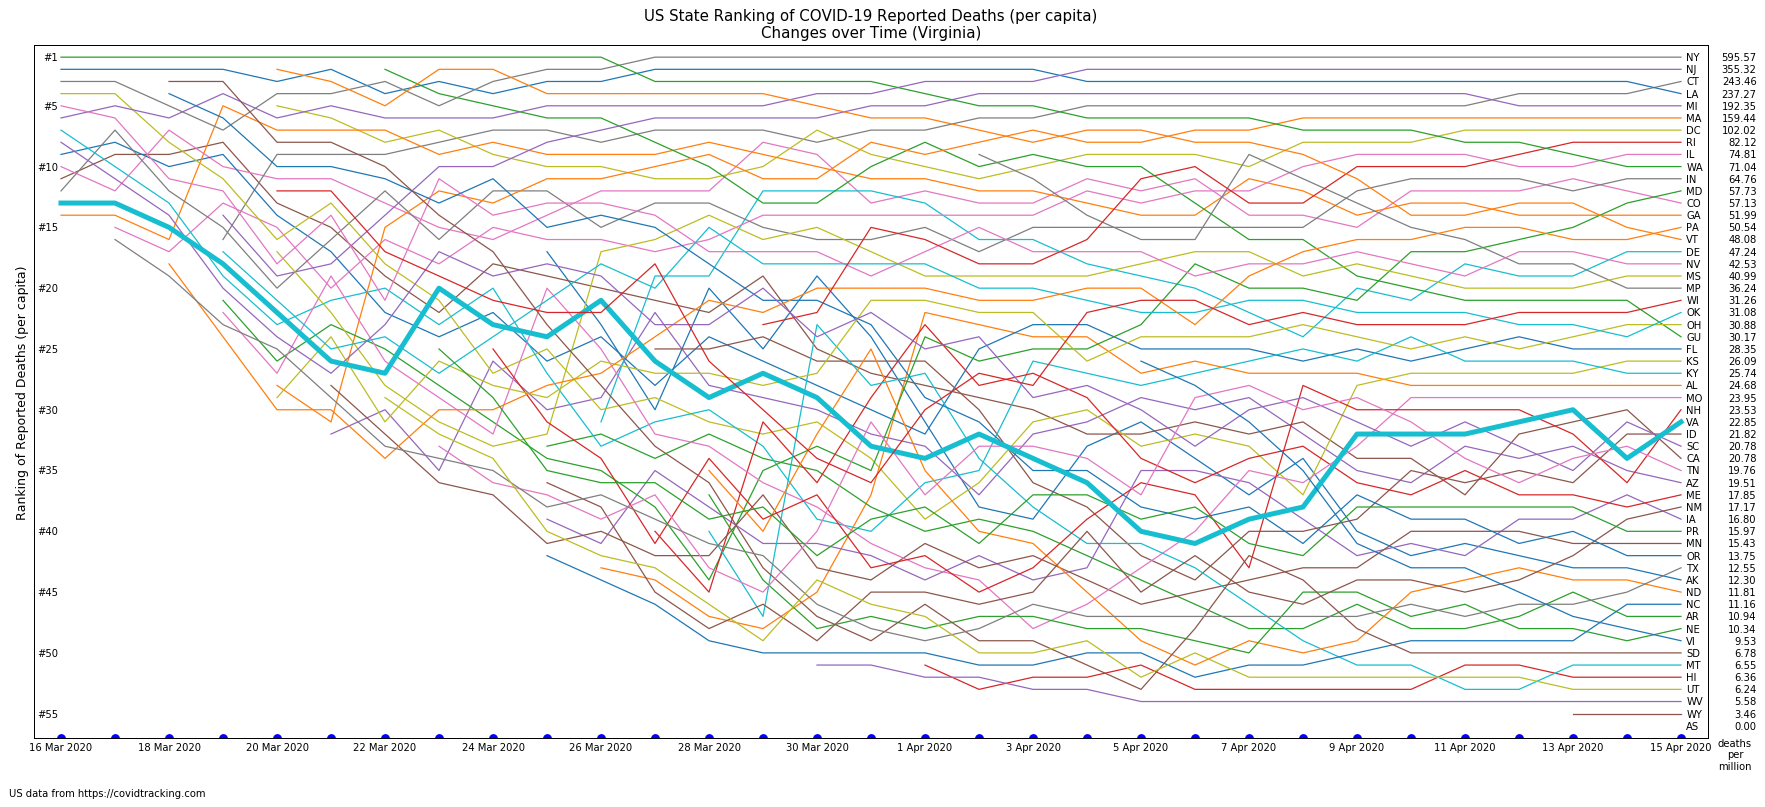 US State Ranking of COVID-19 Reported Deaths (per capita)
Changes over Time (Virginia)
Ranking of Reported Deaths (per capita)
#1
#5
#10
#15
#20
#25
#30
#35
#40
#45
#50
#55
NY 595.57
NJ 355.32
CT 243.46
LA 237.27
MI 192.35
MA 159.44
DC 102.02
RI 82.12
IL 74.81
WA 71.04
IN 64.76
MD 57.73
CO 57.13
GA 51.99
PA 50.54
VT 48.08
DE 47.24
NV 42.53
MS 40.99
MP 36.24
WI 31.26
OK 31.08
OH 30.88
GU 30.17
FL 28.35
KS 26.09
KY 25.74
AL 24.68
MO 23.95
NH 23.53
VA 22.85
ID 21.82
SC 20.78
CA 20.78
TN 19.76
AZ 19.51
ME 17.85
NM 17.17
IA 16.80
PR 15.97
MN 15.43
OR 13.75
TX 12.55
AK 12.30
ND 11.81
NC 11.16
AR 10.94
NE 10.34
VI 9.53
SD 6.78
MT 6.55
HI 6.36
UT 6.24
WV 5.58
WY 3.46
AS 0.00
16 Mar 2020 18 Mar 2020 20 Mar 2020 22 Mar 2020 24 Mar 2020 26 Mar 2020 28 Mar 2020 30 Mar 2020 1 Apr 2020 3 Apr 2020 5 Apr 2020 7 Apr 2020 9 Apr 2020 11 Apr 2020 13 Apr 2020 15 Apr 2020
deaths
per
million
US data from https://covidtracking.com